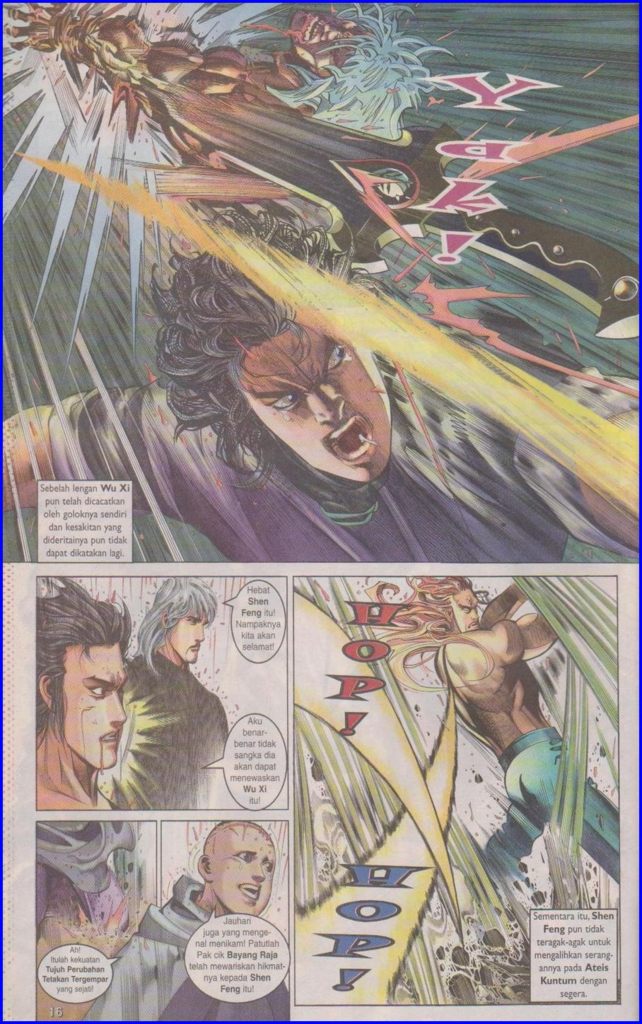 YAK!
Sebelah lengan Wu Xi
pun telah dicacatkan
oleh goloknya sendiri
dan kesakitan yang
dideritainya pun tidak
dapat dikatakan lagi.
Hebat
Shen
Feng itu!
Nampaknya
kita akan
selamat!
Aku
benar-
benar tidak
sangka dia
akan dapat
menewaskan
Wu Xi
itu!
HOP!
HOP!
Ah!
Itulah kekuatan
Tujuh Perubahan
Tetakan Tergempar
yang sejati!
Jauhan
juga yang menge-
nal menikam! Patutlah
Pak cik Bayang Raja
telah mewariskan hikmat-
nya kepada Shen
Feng itu!
Sementara itu, Shen
Feng pun tidak
teragak-agak untuk
mengalihkan serang-
annya pada Ateis
Kuntum dengan
segera.
16